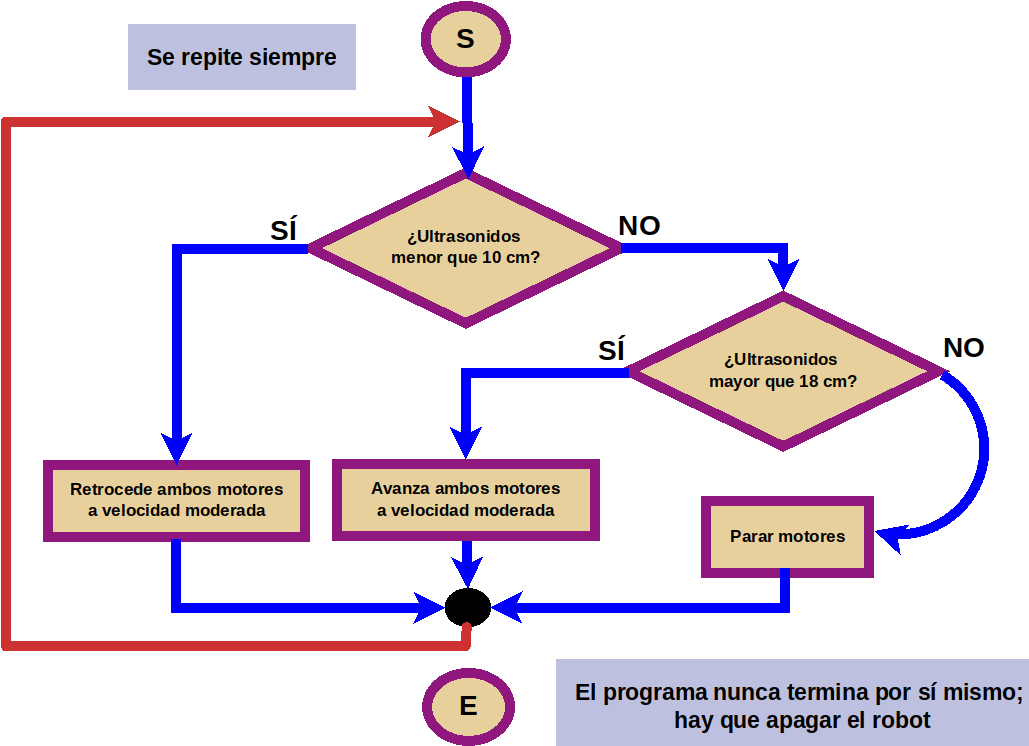 S
Se repite siempre
SÍ
¿Ultrasonidos
menor que 10 cm?
NO
SÍ
¿Ultrasonidos
mayor que 18 cm?
NO
Retrocede ambos motores
a velocidad moderada
Avanza ambos motores
a velocidad moderada
Parar motores
E
El programa nunca termina por sí mismo;
hay que apagar el robot